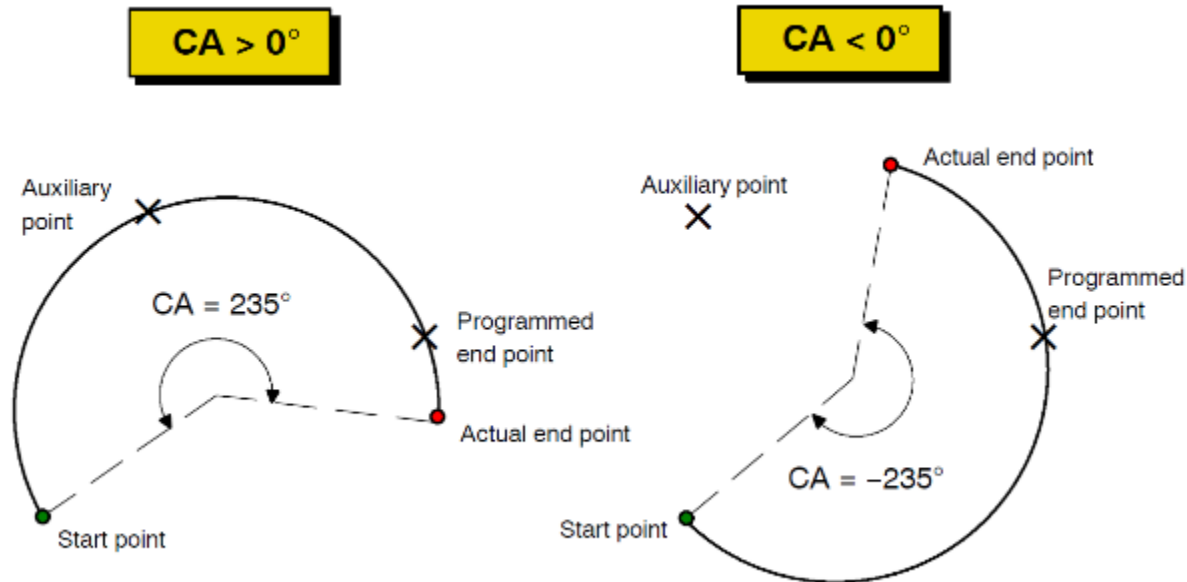 CA > 0°
Auxiliary
point
CA = 235°
Programmed
end point
Actual end point
Start point
CA < 0°
Actual end point
Auxiliary point
Programmed
end point
CA = −235°
Start point